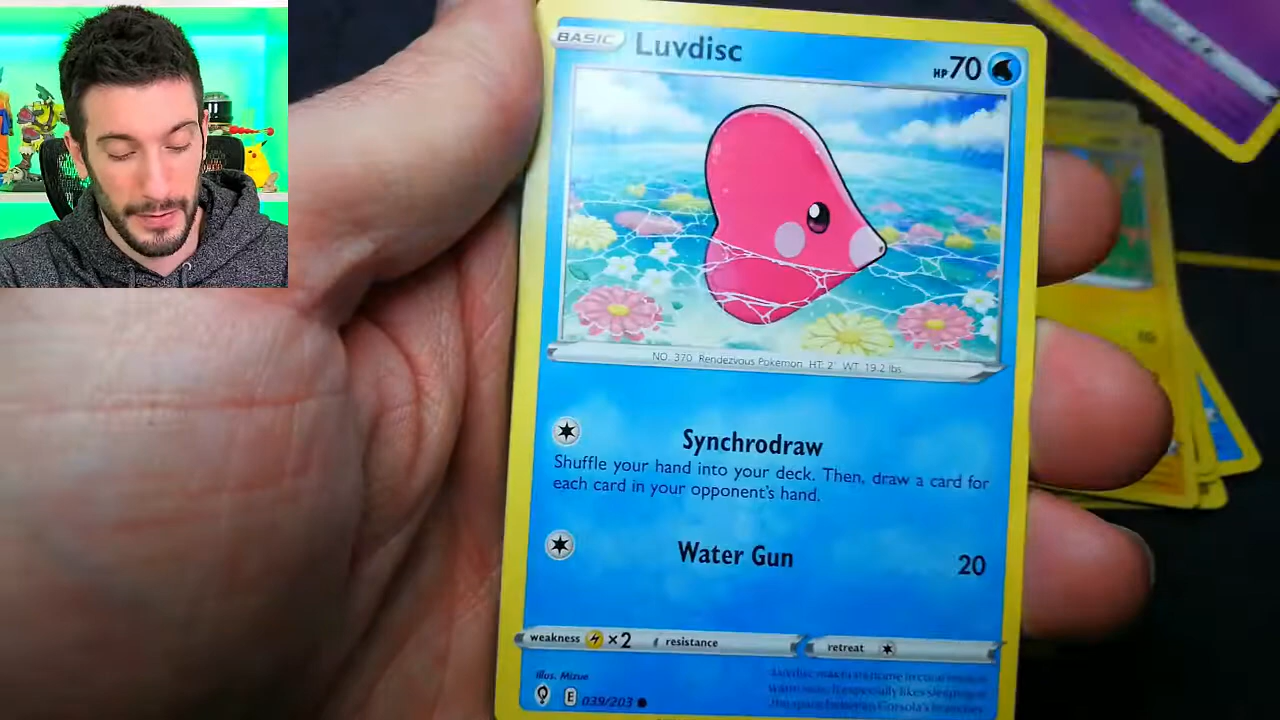 BASIC Luvdisc HP 70
NO. 370 Rendezvous Pokémon HT: 2' WT: 19.2 lbs
Synchrodraw
Shuffle your hand into your deck. Then, draw a card for
each card in your opponent's hand.
Water Gun 20
weakness ×2 resistance retreat
Illus. Mizue
E 039/203